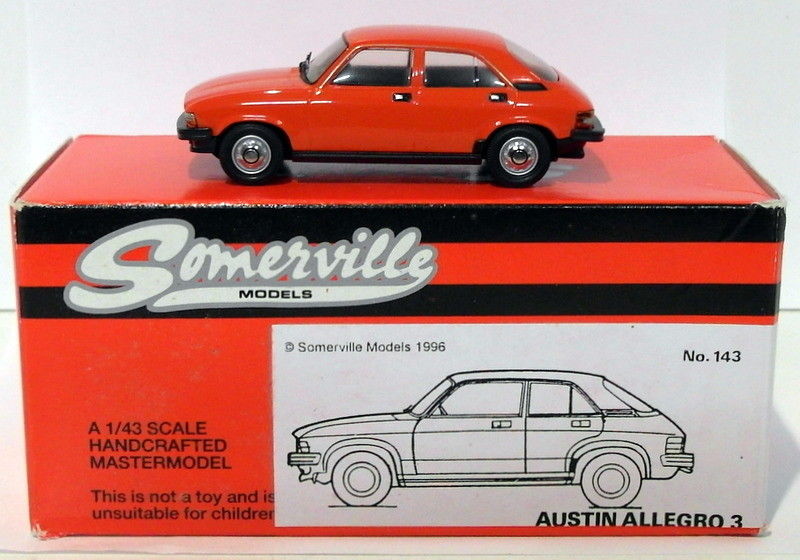 Somerville
MODELS
© Somerville Models 1996
No. 143
A 1/43 SCALE
HANDCRAFTED
MASTERMODEL
This is not a toy and is
unsuitable for children
AUSTIN ALLEGRO 3